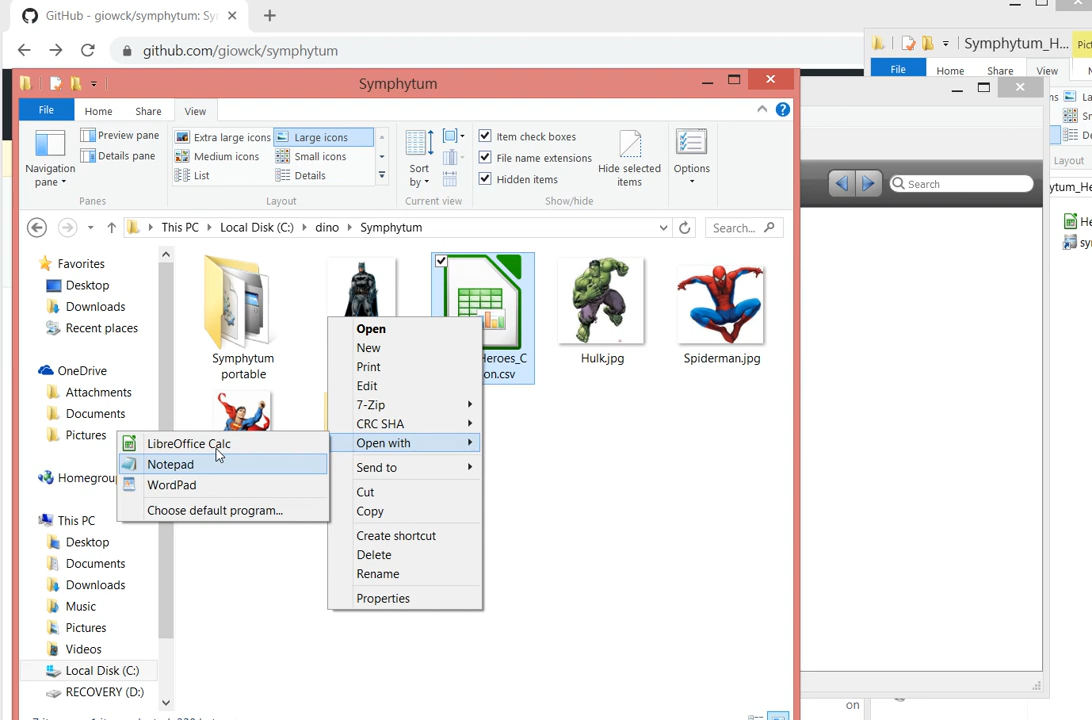 GitHub - giowck/symphytum: Sy
github.com/giowck/symphytum
Symphytum_H...
File
Home
Share
View
Symphytum
File
Home
Share
View
Preview pane
Details pane
Navigation
pane
Panes
Extra large icons
Large icons
Medium icons
Small icons
List
Details
Layout
Sort
by
Current view
Item check boxes
File name extensions
Hidden items
Hide selected
items
Show/hide
Options
Layout
Search
This PC
Local Disk (C:)
dino
Symphytum
Search...
Favorites
Desktop
Downloads
Recent places
OneDrive
Attachments
Documents
Pictures
Homegroup
This PC
Desktop
Documents
Downloads
Music
Pictures
Videos
Local Disk (C:)
RECOVERY (D:)
Symphytum
portable
Heroes_C
on.csv
Hulk.jpg
Spiderman.jpg
Open
New
Print
Edit
7-Zip
CRC SHA
Open with
Send to
Cut
Copy
Create shortcut
Delete
Rename
Properties
LibreOffice Calc
Notepad
WordPad
Choose default program...
on